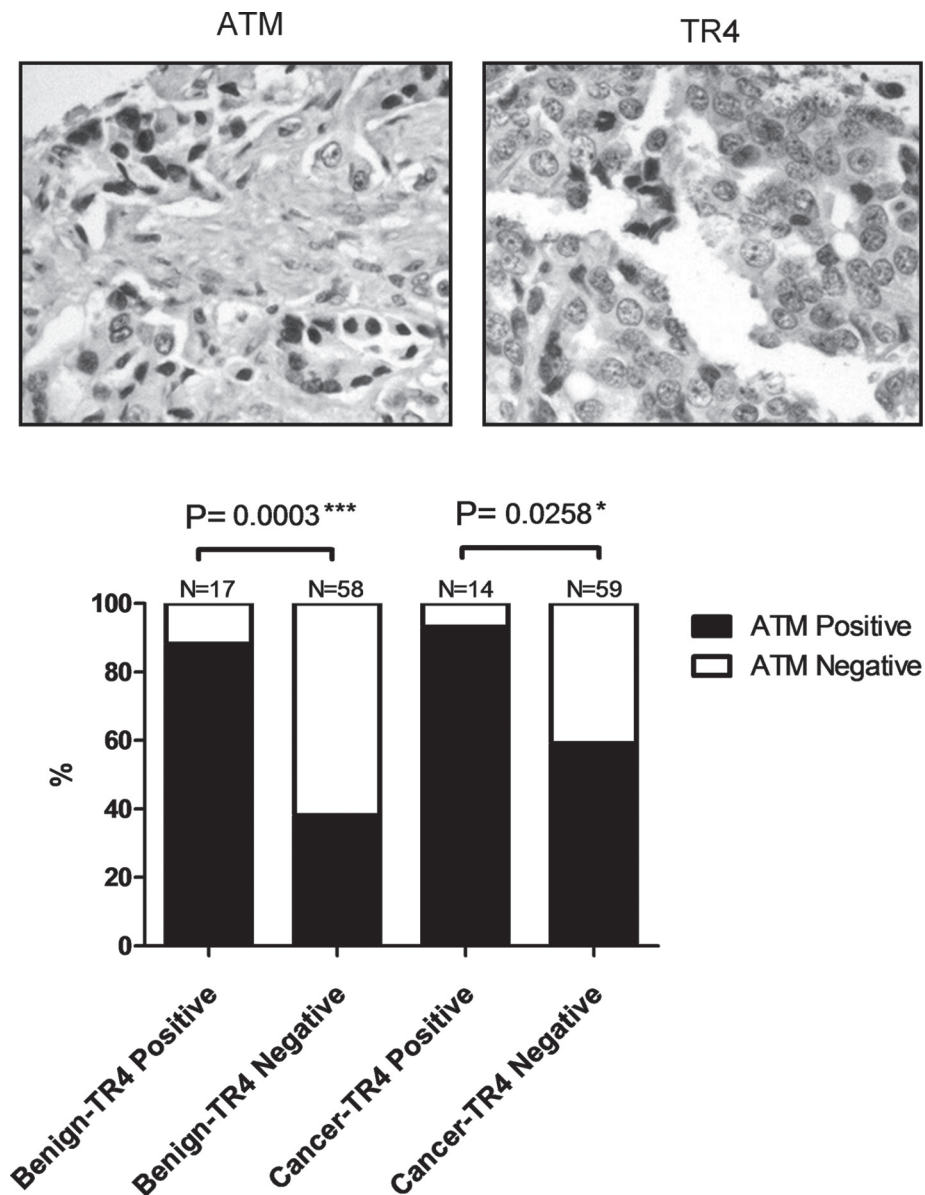 ATM
TR4
P= 0.0003***
P= 0.0258*
N=17
N=58
N=14
N=59
100
80
60
40
20
0
%
ATM Positive
ATM Negative
Benign-TR4 Positive
Benign-TR4 Negative
Cancer-TR4 Positive
Cancer-TR4 Negative